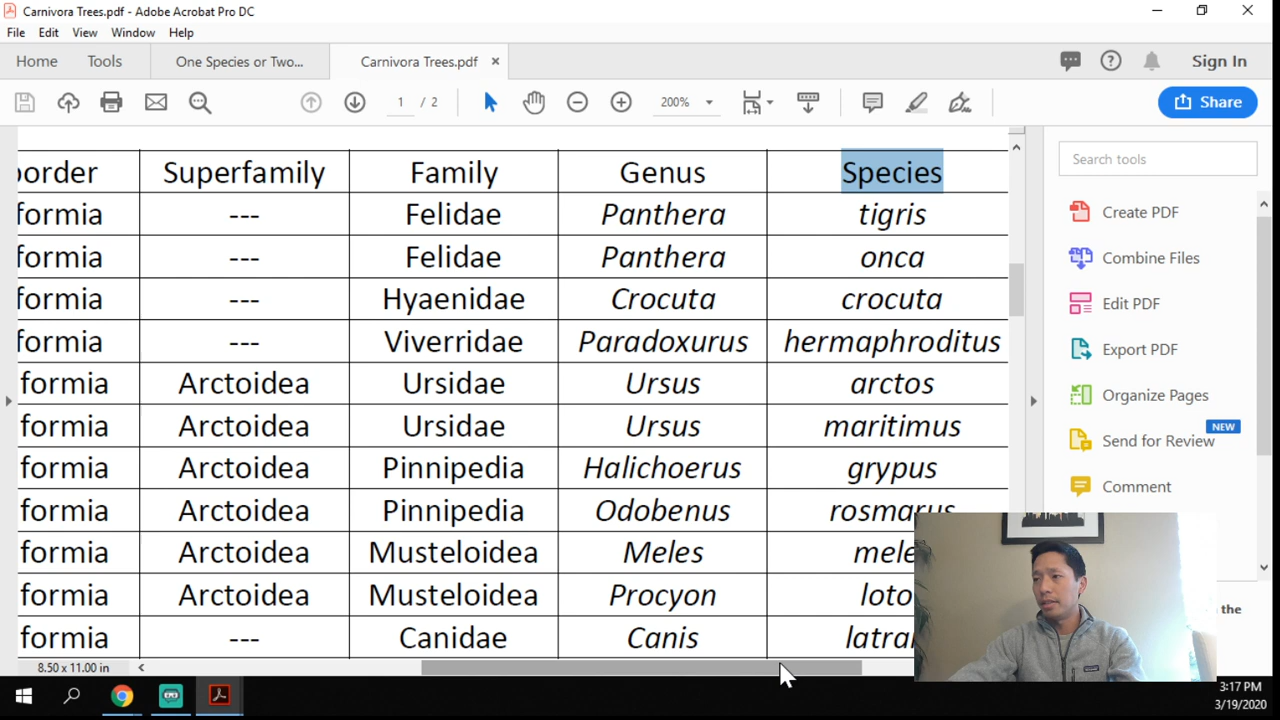 Carnivora Trees.pdf - Adobe Acrobat Pro DC
File Edit View Window Help
Home Tools One Species or Two... Carnivora Trees.pdf × Sign In
1 / 2 200% Share
order Superfamily Family Genus Species
formia --- Felidae Panthera tigris
formia --- Felidae Panthera onca
formia --- Hyaenidae Crocuta crocuta
formia --- Viverridae Paradoxurus hermaphroditus
formia Arctoidea Ursidae Ursus arctos
formia Arctoidea Ursidae Ursus maritimus
formia Arctoidea Pinnipedia Halichoerus grypus
formia Arctoidea Pinnipedia Odobenus rosmarus
formia Arctoidea Musteloidea Meles mele
formia Arctoidea Musteloidea Procyon loto
formia --- Canidae Canis latra
Search tools
Create PDF
Combine Files
Edit PDF
Export PDF
Organize Pages
NEW
Send for Review
Comment
the
8.50 x 11.00 in
3:17 PM
3/19/2020